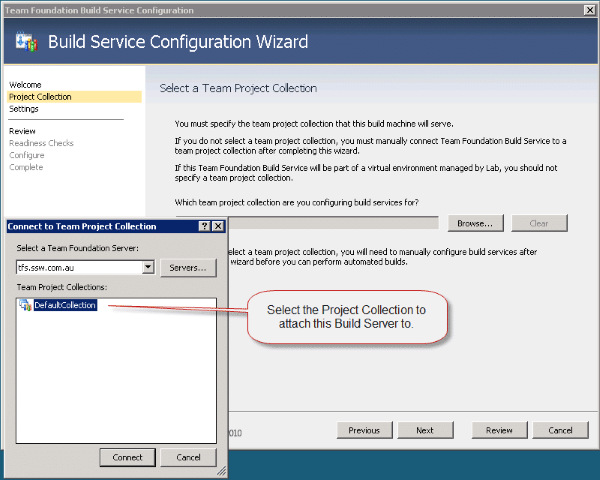 Team Foundation Build Service Configuration
Build Service Configuration Wizard
Welcome
Project Collection
Settings
Review
Readiness Checks
Configure
Complete
Select a Team Project Collection
You must specify the team project collection that this build machine will serve.
If you do not select a team project collection, you must manually connect Team Foundation Build Service to a
team project collection after completing this wizard.
If this Team Foundation Build Service will be part of a virtual environment managed by Lab, you should not
specify a team project collection.
Which team project collection are you configuring build services for?
Browse...
Clear
select a team project collection, you will need to manually configure build services after
wizard before you can perform automated builds.
Connect to Team Project Collection
Select a Team Foundation Server:
tfs.ssw.com.au
Servers...
Team Project Collections:
DefaultCollection
Connect
Cancel
Select the Project Collection to
attach this Build Server to.
2010
Previous
Next
Review
Cancel